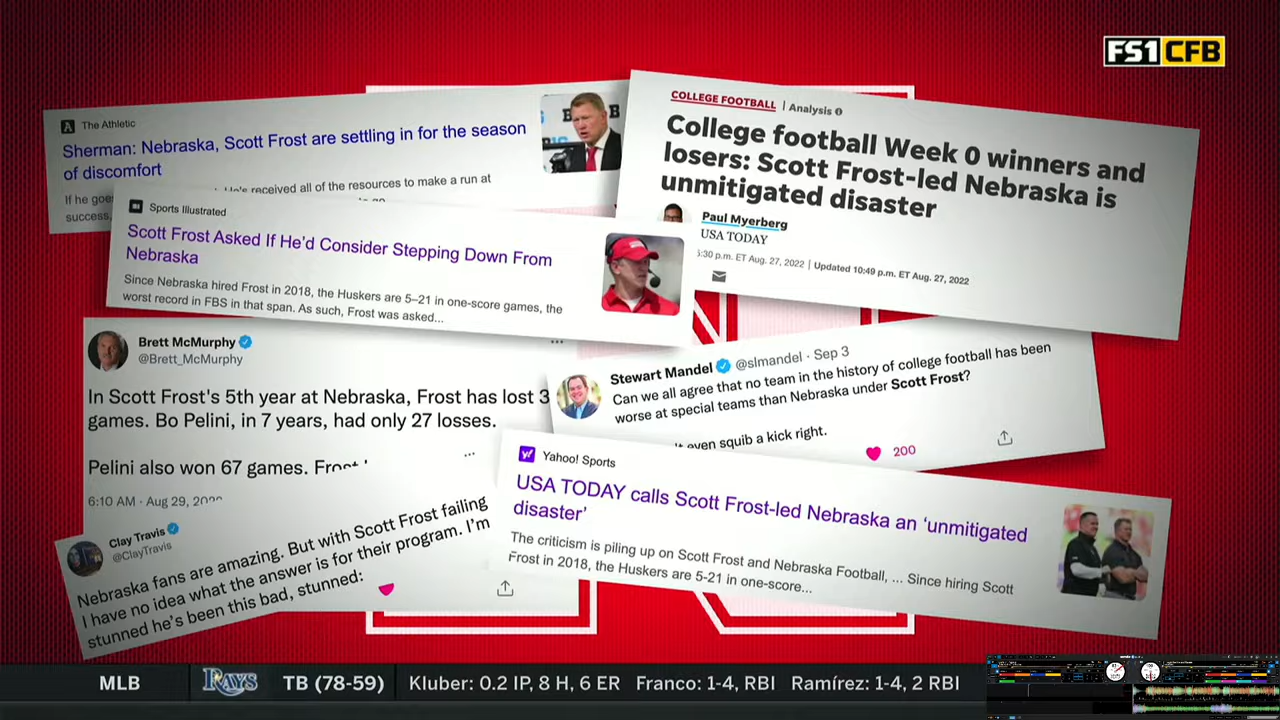 FS1 CFB
The Athletic
Sherman: Nebraska, Scott Frost are settling in for the season
of discomfort
If he goe
He's received all of the resources to make a run at
success.
COLLEGE FOOTBALL | Analysis
College football Week 0 winners and
losers: Scott Frost-led Nebraska is
unmitigated disaster
Paul Myerberg
USA TODAY
5:30 p.m. ET Aug. 27, 2022 | Updated 10:49 p.m. ET Aug. 27, 2022
Sports Illustrated
Scott Frost Asked If He'd Consider Stepping Down From
Nebraska
Since Nebraska hired Frost in 2018, the Huskers are 5–21 in one-score games, the
worst record in FBS in that span. As such, Frost was asked...
Brett McMurphy
@Brett_McMurphy
In Scott Frost's 5th year at Nebraska, Frost has lost 3
games. Bo Pelini, in 7 years, had only 27 losses.
Pelini also won 67 games. Frost
6:10 AM · Aug 29,
Stewart Mandel @slmandel · Sep 3
Can we all agree that no team in the history of college football has been
worse at special teams than Nebraska under Scott Frost?
even squib a kick right.
200
Yahoo! Sports
USA TODAY calls Scott Frost-led Nebraska an 'unmitigated
disaster'
The criticism is piling up on Scott Frost and Nebraska Football, ... Since hiring Scott
Frost in 2018, the Huskers are 5-21 in one-score...
Clay Travis
@ClayTravis
Nebraska fans are amazing. But with Scott Frost failing
I have no idea what the answer is for their program. I'm
stunned he's been this bad, stunned:
MLB RAYS Klube H, 6 ER Franco: 1-4, RBI Ramírez: 1-4, 2 RBI